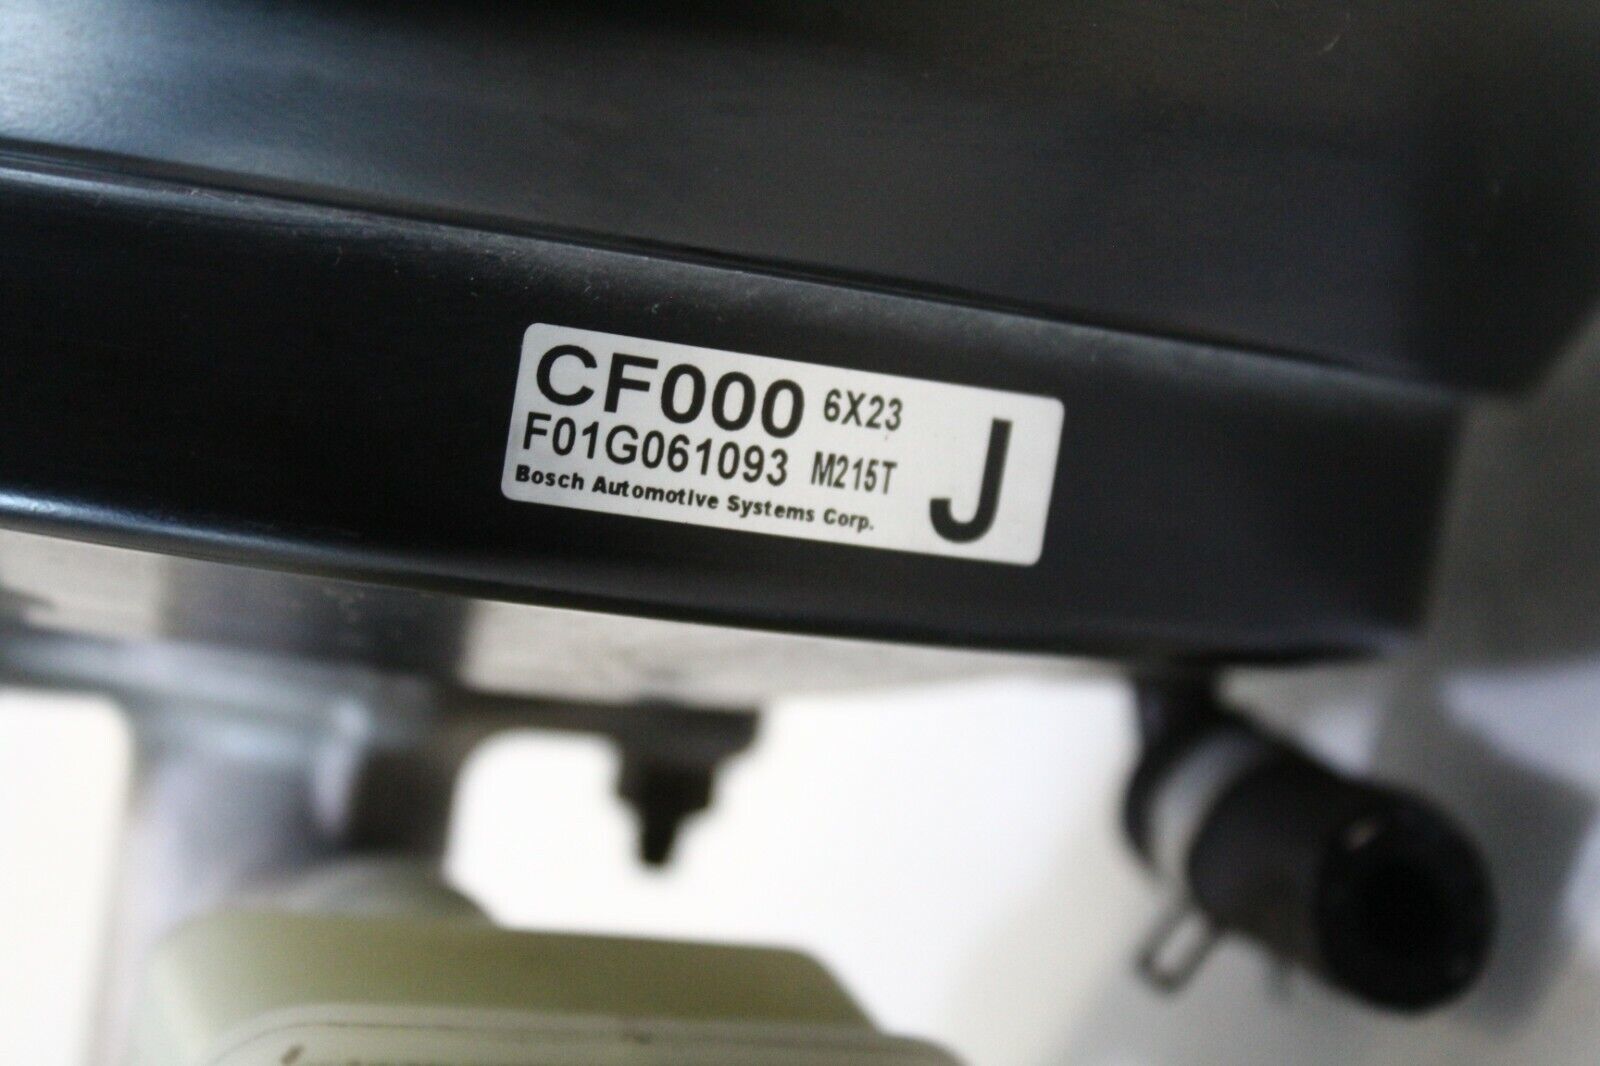 CF000 6X23
F01G061093 M215T J
Bosch Automotive Systems Corp.